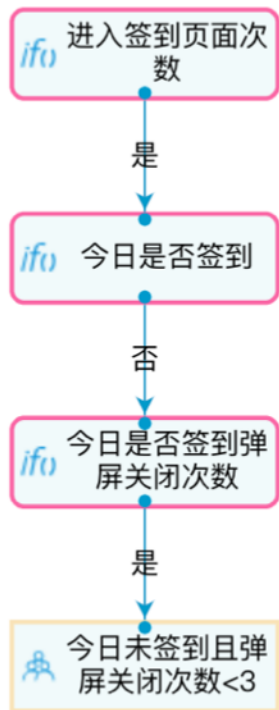 if()
进入签到页面次
数
是
if()
今日是否签到
否
if()
今日是否签到弹
屏关闭次数
是
今日未签到且弹
屏关闭次数<3